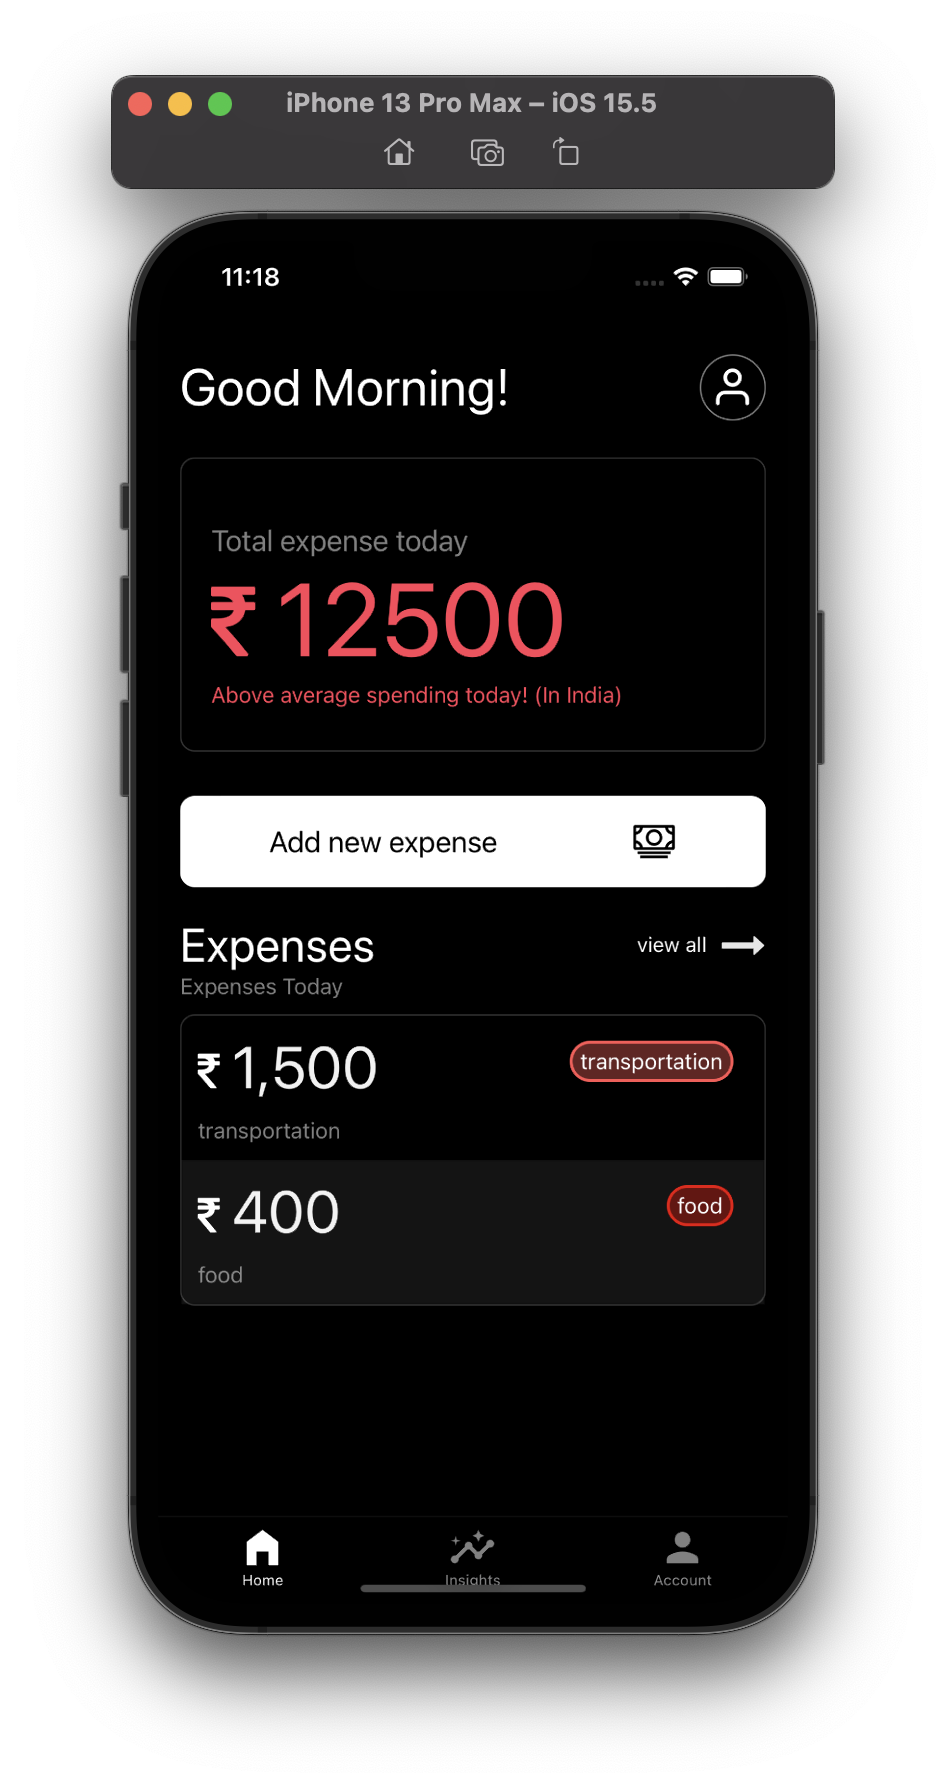 iPhone 13 Pro Max – iOS 15.5
11:18
Good Morning!
Total expense today
₹ 12500
Above average spending today! (In India)
Add new expense
Expenses
view all
Expenses Today
₹ 1,500
transportation
transportation
₹ 400
food
food
Home
Insights
Account